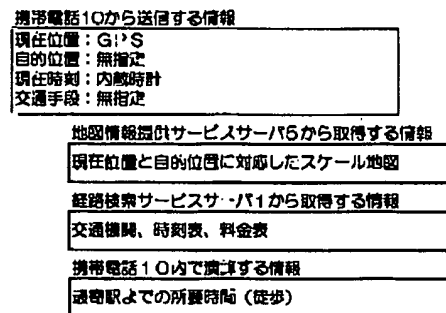 携帯電話10から送信する情報
現在位置：GPS
目的位置：無指定
現在時刻：内蔵時計
交通手段：無指定
地図情報提供サービスサーバ5から取得する情報
現在位置と目的位置に対応したスケール地図
経路検索サービスサーバ1から取得する情報
交通機関、時刻表、料金表
携帯電話10内で演算する情報
最寄駅までの所要時間（徒歩）